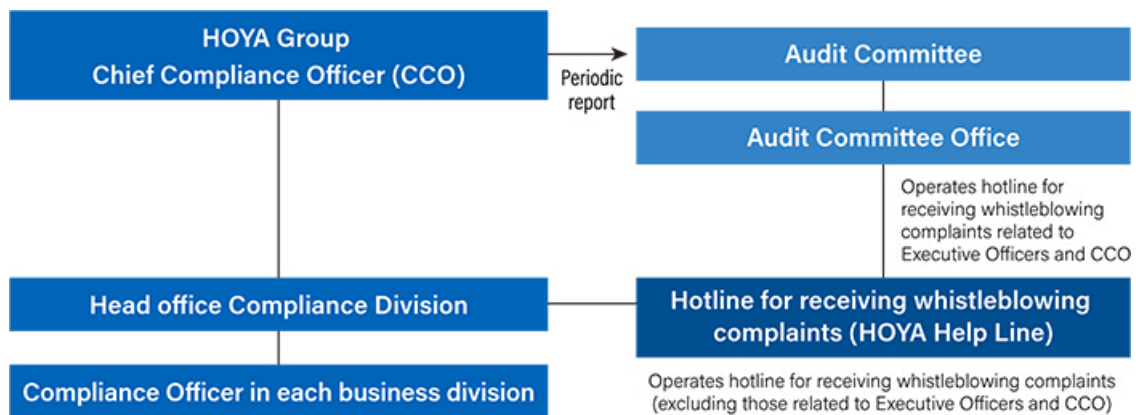 HOYA Group
Chief Compliance Officer (CCO)
Periodic
report
Audit Committee
Audit Committee Office
Operates hotline for
receiving whistleblowing
complaints related to
Executive Officers and CCO
Head office Compliance Division
Hotline for receiving whistleblowing
complaints (HOYA Help Line)
Compliance Officer in each business division
Operates hotline for receiving whistleblowing complaints
(excluding those related to Executive Officers and CCO)